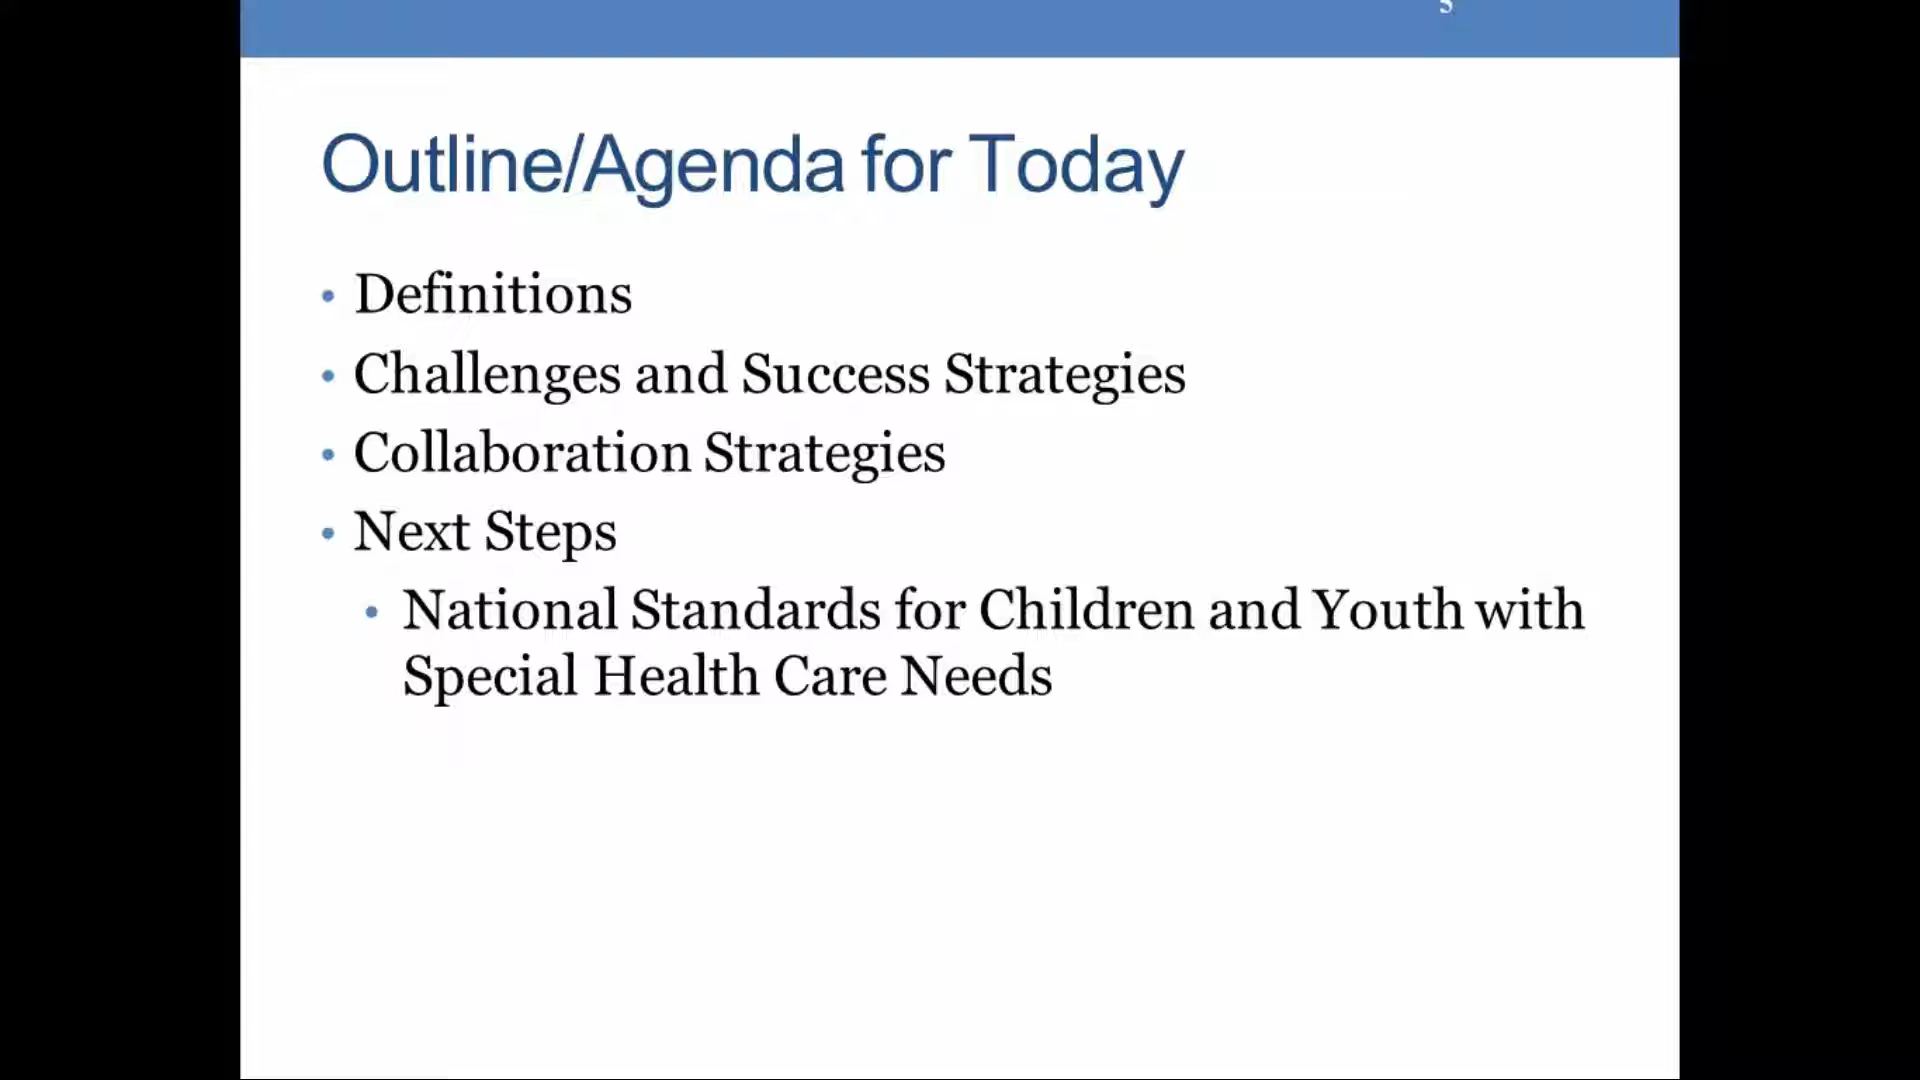 5
Outline/Agenda for Today
• Definitions
• Challenges and Success Strategies
• Collaboration Strategies
• Next Steps
• National Standards for Children and Youth with
Special Health Care Needs